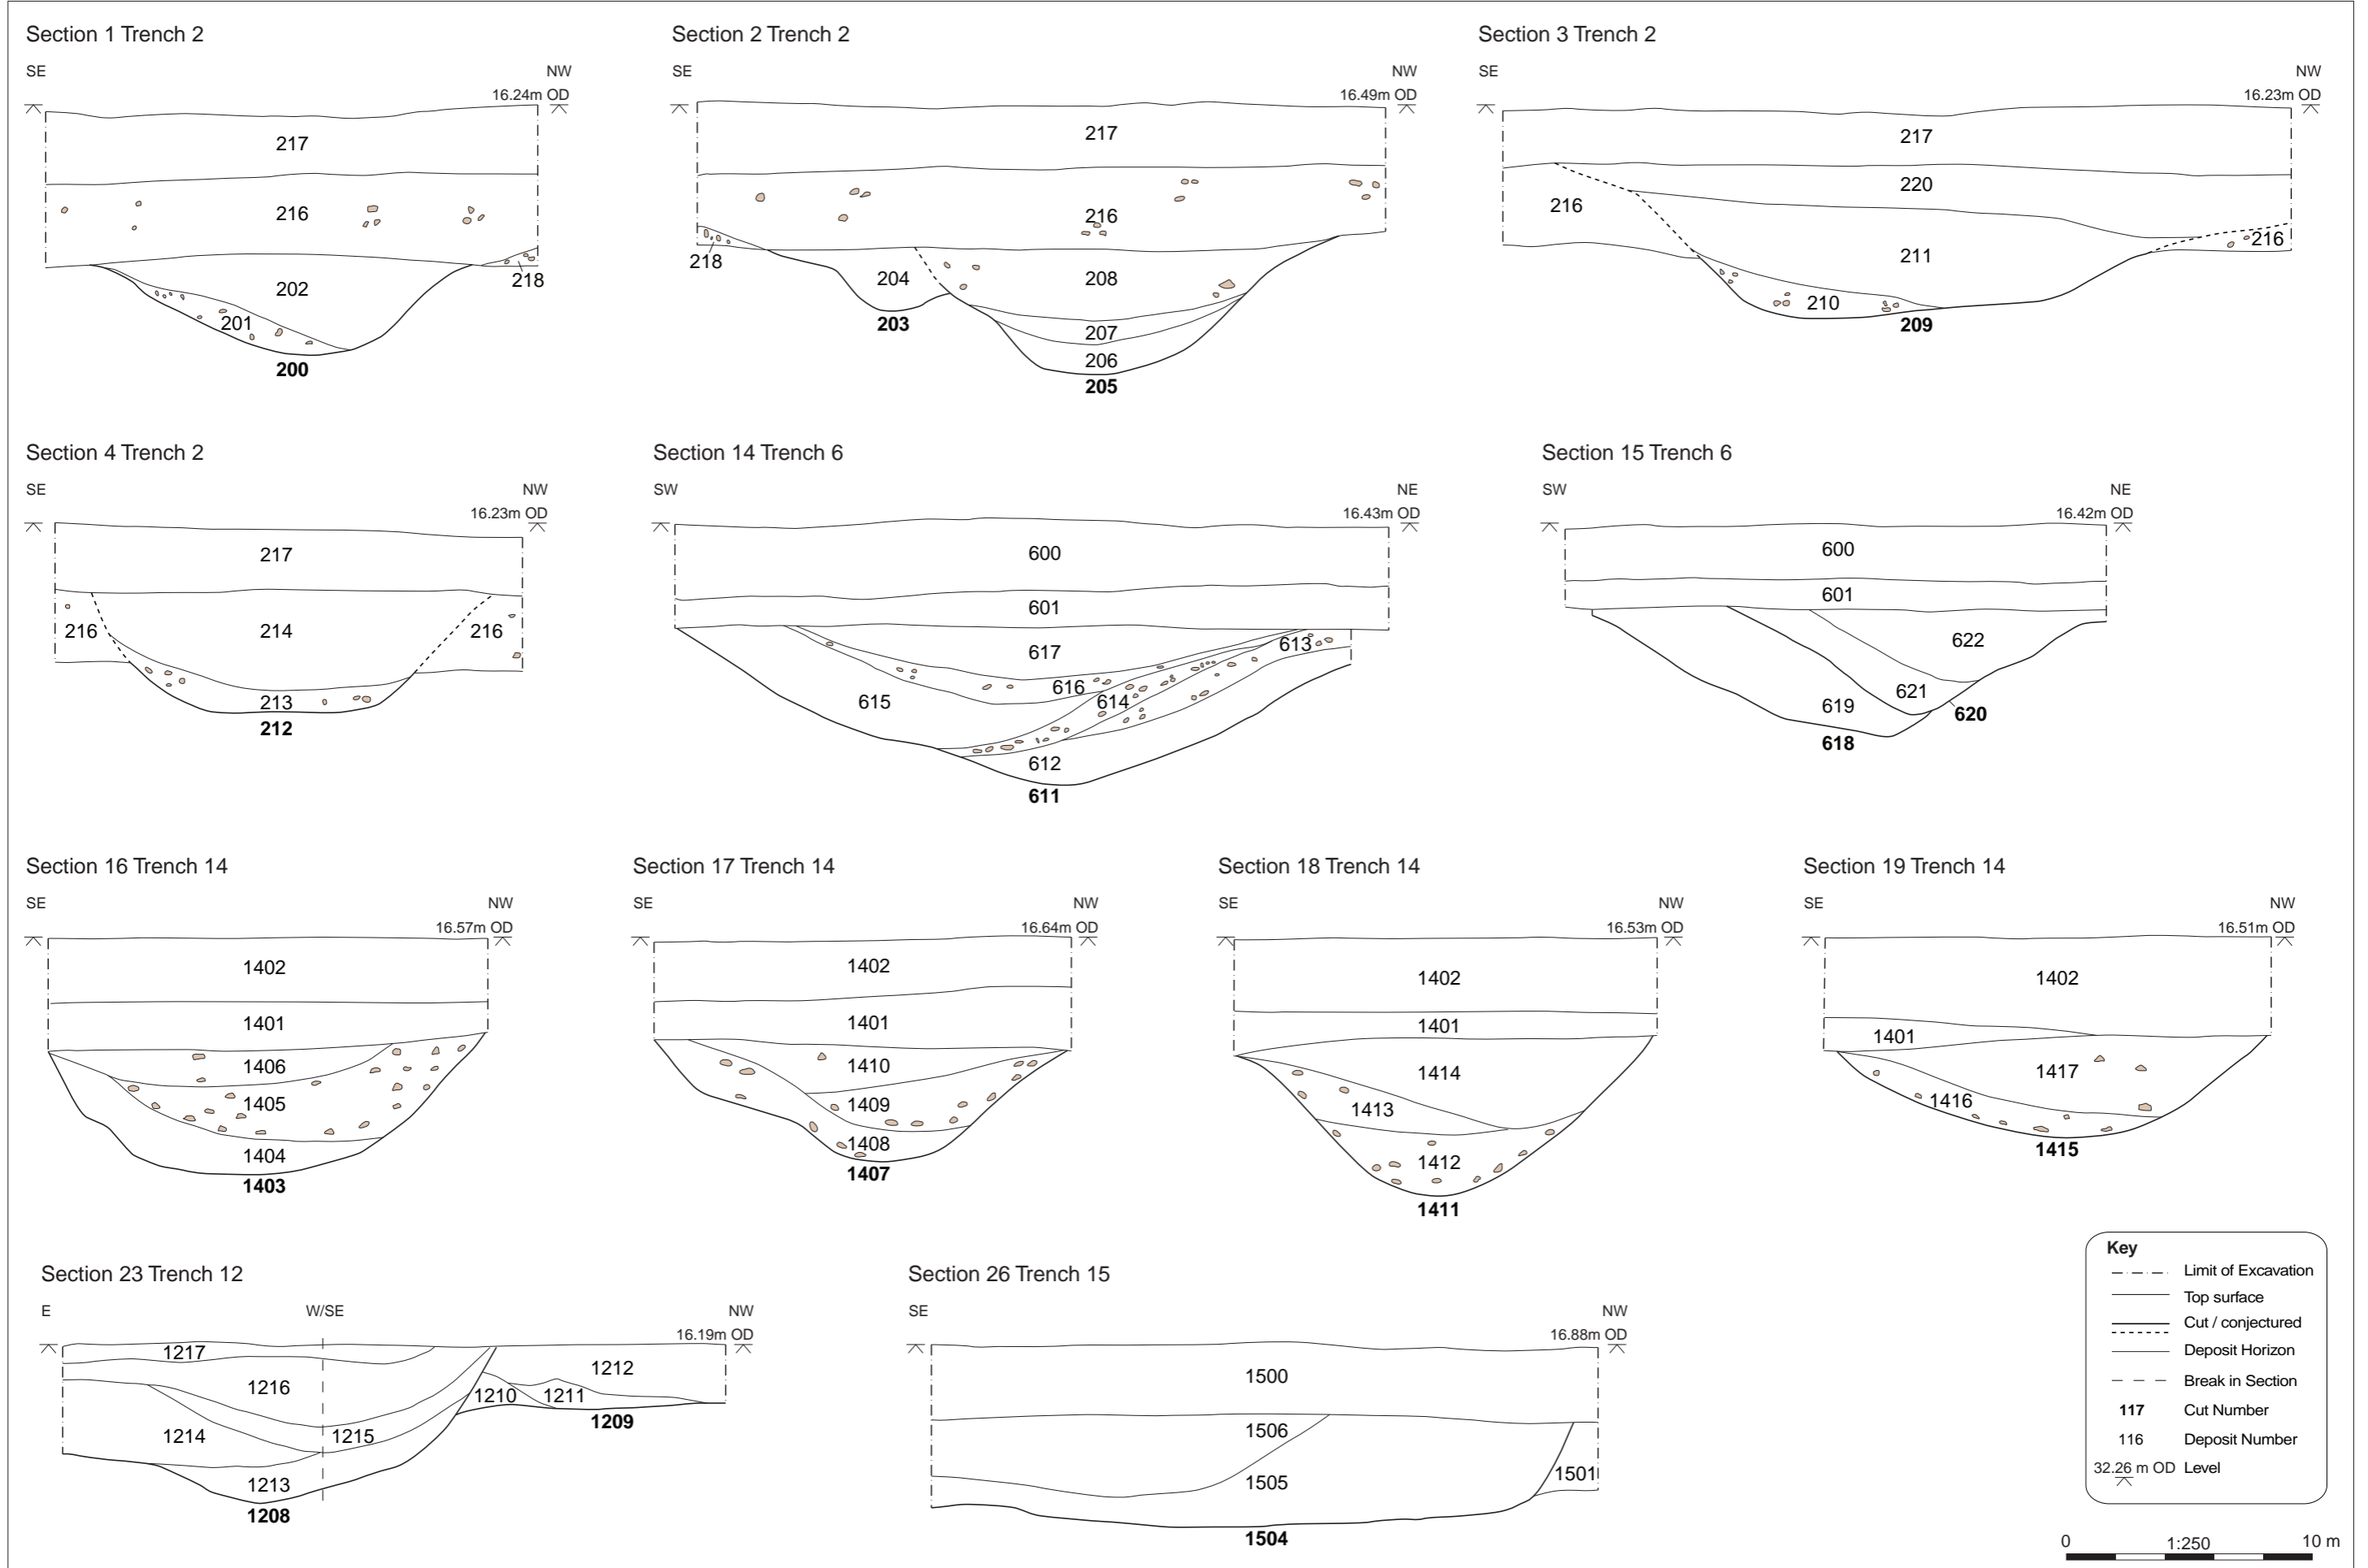 Section 1 Trench 2
SE NW
16.24m OD
217
216
202
218
201
200
Section 2 Trench 2
SE NW
16.49m OD
217
216
218
204
208
203
207
206
205
Section 3 Trench 2
SE NW
16.23m OD
217
220
216
216
211
210
209
Section 4 Trench 2
SE NW
16.23m OD
217
216
214
216
213
212
Section 14 Trench 6
SW NE
16.43m OD
600
601
617
613
616
615
614
612
611
Section 15 Trench 6
SW NE
16.42m OD
600
601
622
621
619
620
618
Section 16 Trench 14
SE NW
16.57m OD
1402
1401
1406
1405
1404
1403
Section 17 Trench 14
SE NW
16.64m OD
1402
1401
1410
1409
1408
1407
Section 18 Trench 14
SE NW
16.53m OD
1402
1401
1414
1413
1412
1411
Section 19 Trench 14
SE NW
16.51m OD
1402
1401
1417
1416
1415
Section 23 Trench 12
E W/SE NW
16.19m OD
1217
1212
1216
1210
1211
1209
1214
1215
1213
1208
Section 26 Trench 15
SE NW
16.88m OD
1500
1506
1501
1505
1504
Key
Limit of Excavation
Top surface
Cut / conjectured
Deposit Horizon
Break in Section
117 Cut Number
116 Deposit Number
32.26 m OD Level
0 1:250 10 m